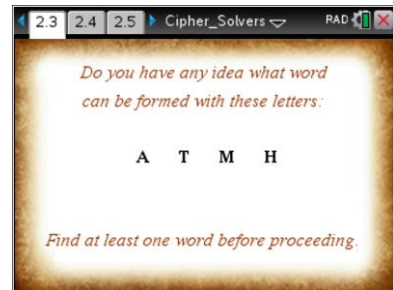 2.3 2.4 2.5 Cipher_Solvers RAD
Do you have any idea what word
can be formed with these letters:
A T M H
Find at least one word before proceeding.